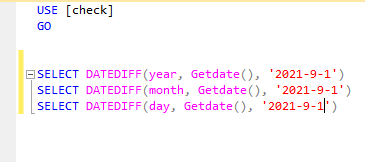 USE [check]
GO
SELECT DATEDIFF(year, Getdate(), '2021-9-1')
SELECT DATEDIFF(month, Getdate(), '2021-9-1')
SELECT DATEDIFF(day, Getdate(), '2021-9-1')